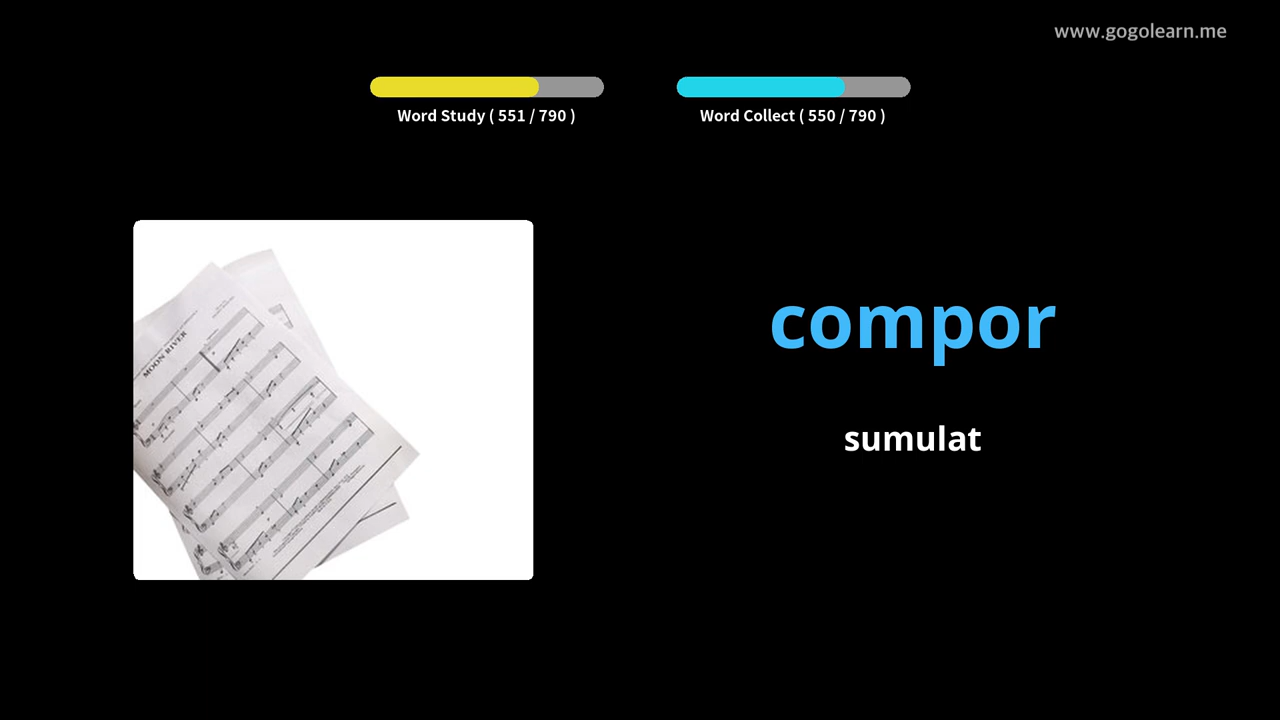 www.gogolearn.me
Word Study ( 551 / 790 )
Word Collect ( 550 / 790 )
MOON RIVER
compor
sumulat